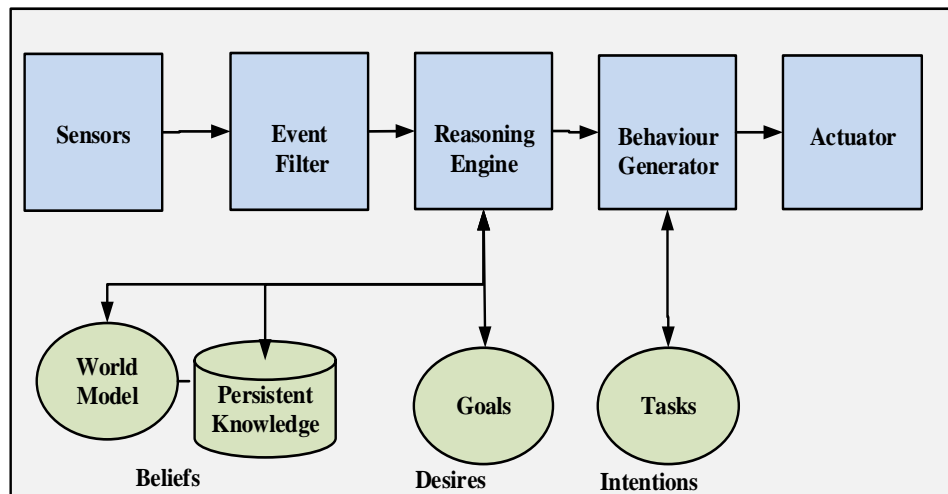 Sensors
Event
Filter
Reasoning
Engine
Behaviour
Generator
Actuator
World
Model
Persistent
Knowledge
Goals
Tasks
Beliefs
Desires
Intentions